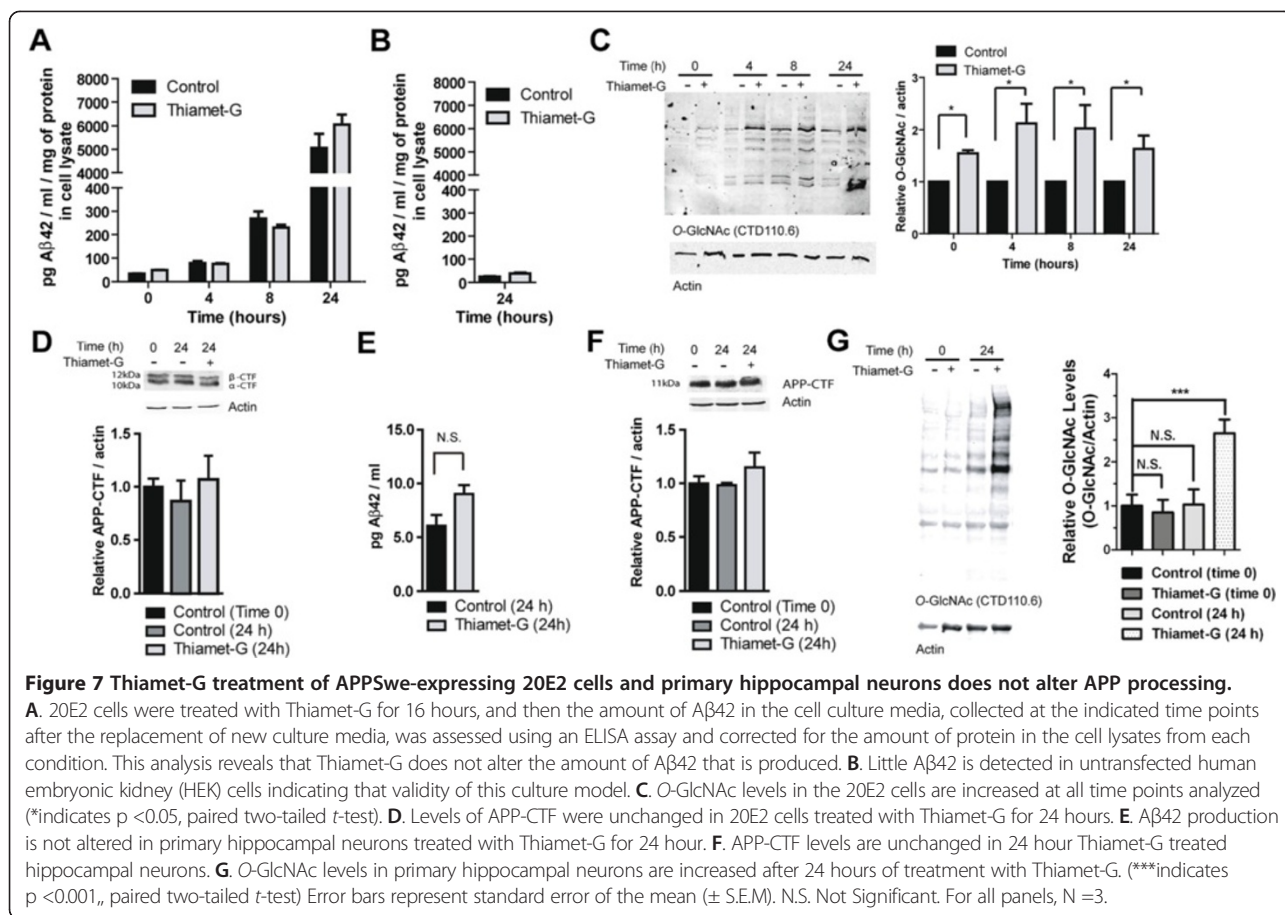 A
pg Aβ42 / ml / mg of protein
in cell lysate
8000
7000
6000
5000
4000
400
300
200
100
0
Control
Thiamet-G
0 4 8 24
Time (hours)
B
pg Aβ42 / ml / mg of protein
in cell lysate
8000
7000
6000
5000
4000
400
300
200
100
0
Control
Thiamet-G
24
Time (hours)
C
Time (h) 0 4 8 24
Thiamet-G - + - + - + - +
O-GlcNAc (CTD110.6)
Actin
Control
Thiamet-G
Relative O-GlcNAc / actin
3
2
1
0
* * * *
0 4 8 24
Time (hours)
D
Time (h) 0 24 24
Thiamet-G - - +
12kDa β-CTF
10kDa α-CTF
Actin
Relative APP-CTF / actin
1.5
1.0
0.5
0.0
Control (Time 0)
Control (24 h)
Thiamet-G (24h)
E
pg Aβ42 / ml
15.0
10.0
5.0
0.0
N.S.
Control (24 h)
Thiamet-G (24h)
F
Time (h) 0 24 24
Thiamet-G - - +
11kDa APP-CTF
Actin
Relative APP-CTF / actin
1.5
1.0
0.5
0.0
Control (Time 0)
Control (24 h)
Thiamet-G (24h)
G
Time (h) 0 24
Thiamet-G - + - +
O-GlcNAc (CTD110.6)
Actin
Relative O-GlcNAc Levels
(O-GlcNAc/Actin)
4
3
2
1
0
***
N.S.
N.S.
Control (time 0)
Thiamet-G (time 0)
Control (24 h)
Thiamet-G (24 h)
Figure 7 Thiamet-G treatment of APPSwe-expressing 20E2 cells and primary hippocampal neurons does not alter APP processing.
A. 20E2 cells were treated with Thiamet-G for 16 hours, and then the amount of Aβ42 in the cell culture media, collected at the indicated time points
after the replacement of new culture media, was assessed using an ELISA assay and corrected for the amount of protein in the cell lysates from each
condition. This analysis reveals that Thiamet-G does not alter the amount of Aβ42 that is produced. B. Little Aβ42 is detected in untransfected human
embryonic kidney (HEK) cells indicating that validity of this culture model. C. O-GlcNAc levels in the 20E2 cells are increased at all time points analyzed
(*indicates p <0.05, paired two-tailed t-test). D. Levels of APP-CTF were unchanged in 20E2 cells treated with Thiamet-G for 24 hours. E. Aβ42 production
is not altered in primary hippocampal neurons treated with Thiamet-G for 24 hour. F. APP-CTF levels are unchanged in 24 hour Thiamet-G treated
hippocampal neurons. G. O-GlcNAc levels in primary hippocampal neurons are increased after 24 hours of treatment with Thiamet-G. (***indicates
p <0.001,, paired two-tailed t-test) Error bars represent standard error of the mean (± S.E.M). N.S. Not Significant. For all panels, N =3.